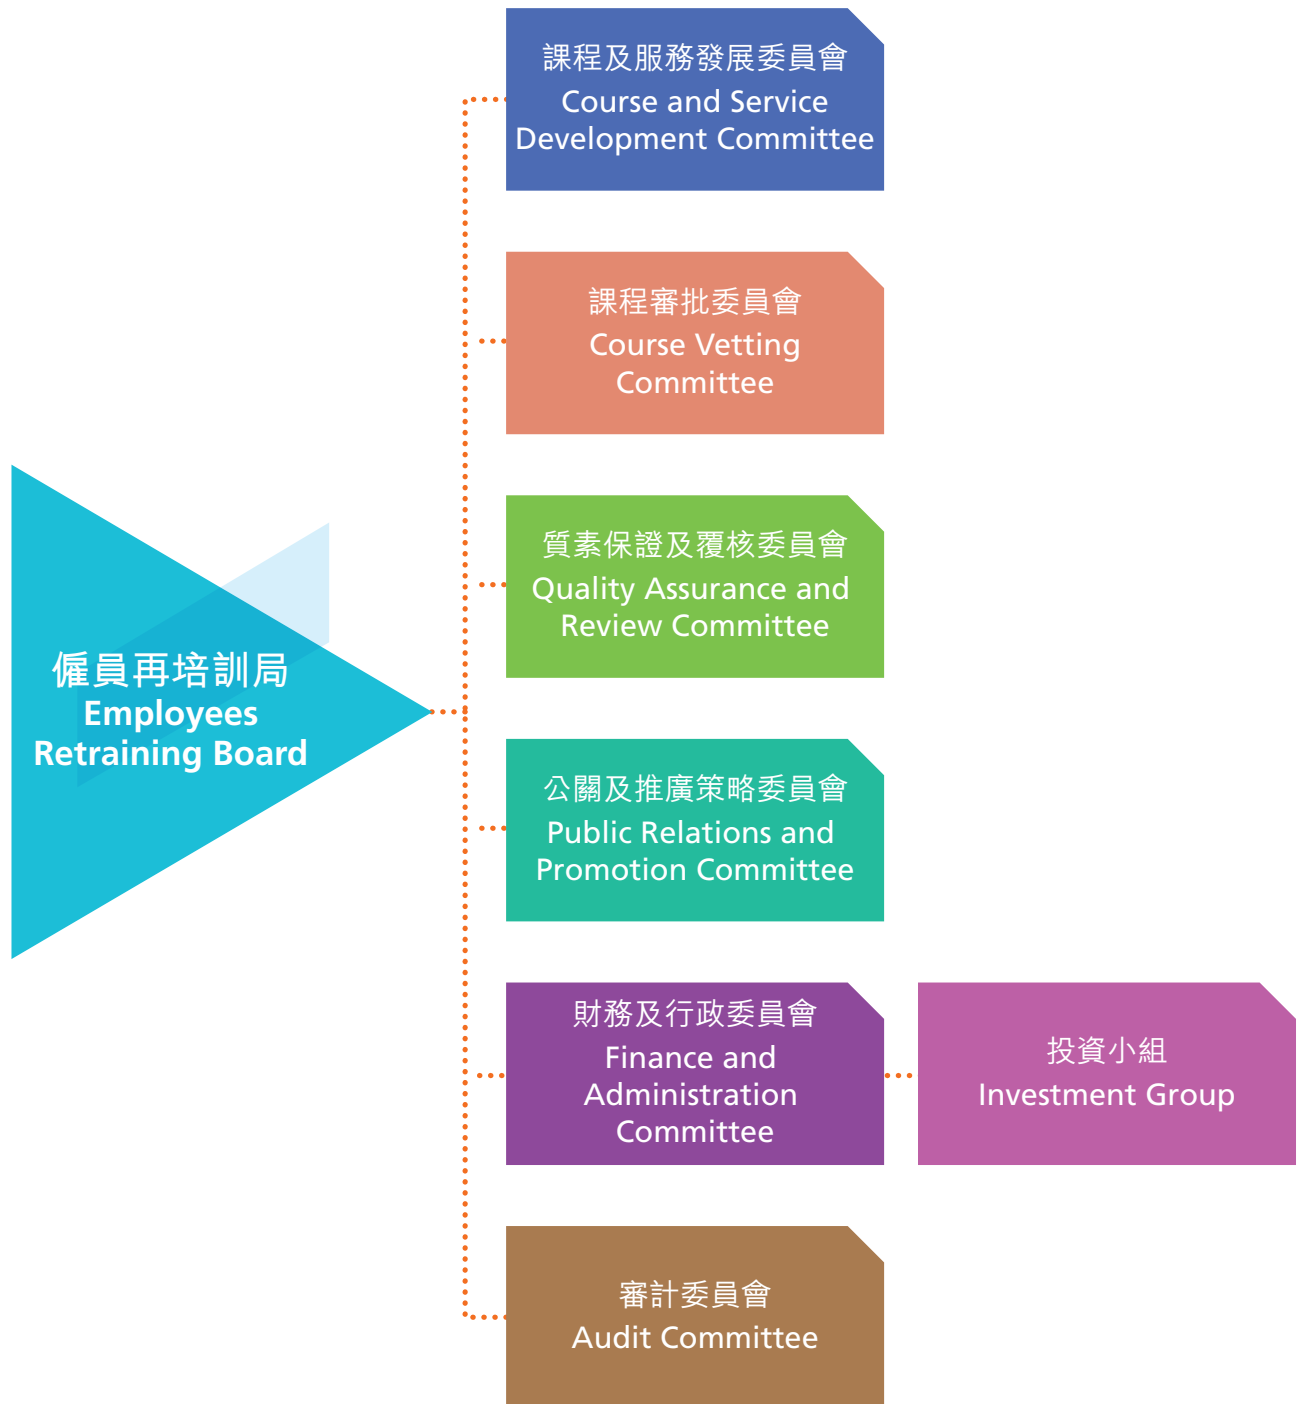 課程及服務發展委員會
Course and Service
Development Committee
課程審批委員會
Course Vetting
Committee
質素保證及覆核委員會
Quality Assurance and
Review Committee
僱員再培訓局
Employees
Retraining Board
公關及推廣策略委員會
Public Relations and
Promotion Committee
財務及行政委員會
Finance and
Administration
Committee
投資小組
Investment Group
審計委員會
Audit Committee